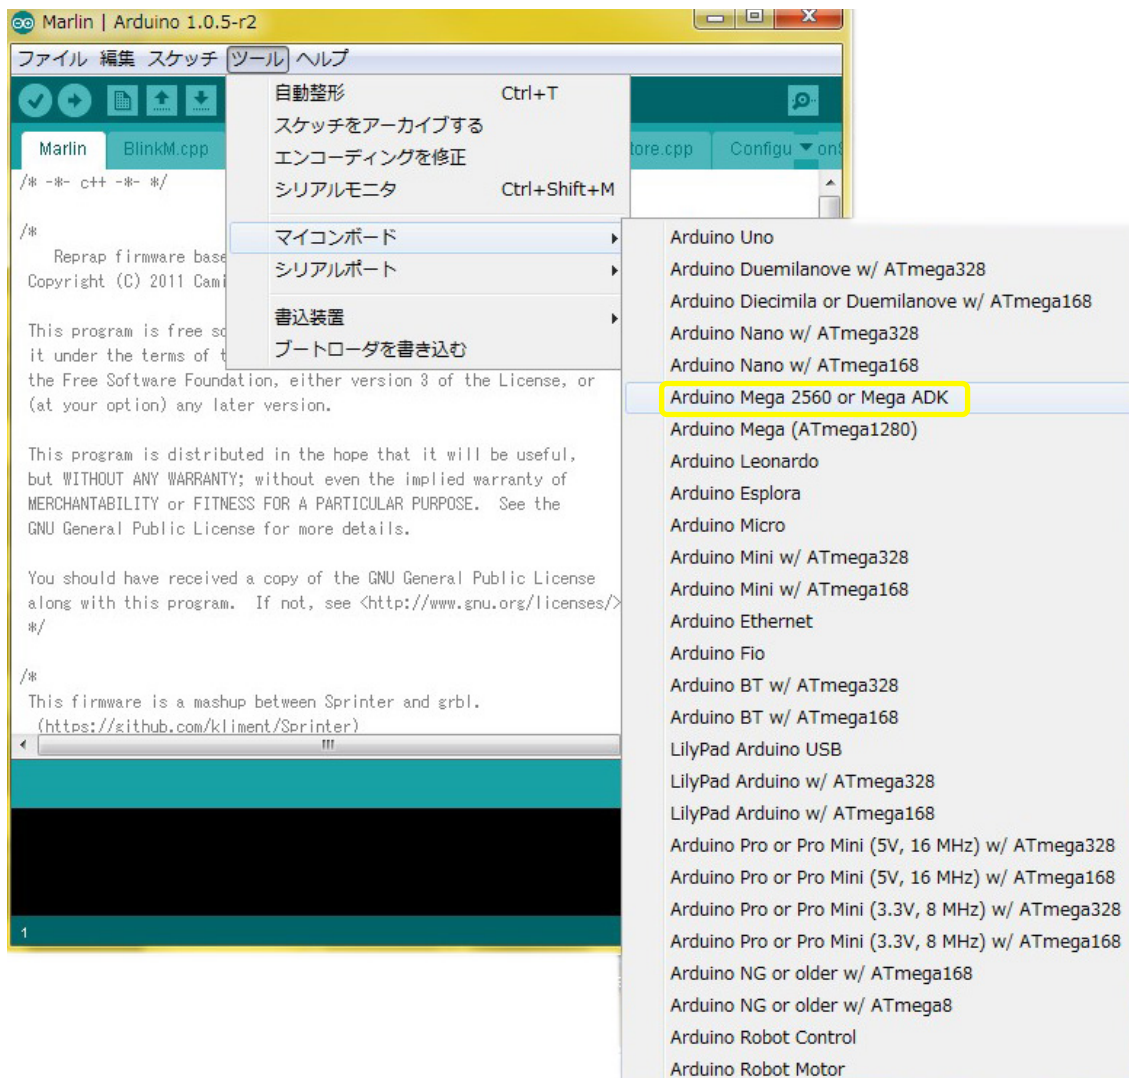 Marlin | Arduino 1.0.5-r2
ファイル 編集 スケッチ ツール ヘルプ
自動整形 Ctrl+T
スケッチをアーカイブする
エンコーディングを修正
シリアルモニタ Ctrl+Shift+M
マイコンボード
シリアルポート
書込装置
ブートローダを書き込む
Marlin BlinkM.cpp tore.cpp Configu onS
/* -*- c++ -*- */
/*
Reprap firmware base
Copyright (C) 2011 Cami
This program is free so
it under the terms of t
the Free Software Foundation, either version 3 of the License, or
(at your option) any later version.
This program is distributed in the hope that it will be useful,
but WITHOUT ANY WARRANTY; without even the implied warranty of
MERCHANTABILITY or FITNESS FOR A PARTICULAR PURPOSE.  See the
GNU General Public License for more details.
You should have received a copy of the GNU General Public License
along with this program.  If not, see <http://www.gnu.org/licenses/>
*/
/*
This firmware is a mashup between Sprinter and grbl.
(https://github.com/kliment/Sprinter)
1
Arduino Uno
Arduino Duemilanove w/ ATmega328
Arduino Diecimila or Duemilanove w/ ATmega168
Arduino Nano w/ ATmega328
Arduino Nano w/ ATmega168
Arduino Mega 2560 or Mega ADK
Arduino Mega (ATmega1280)
Arduino Leonardo
Arduino Esplora
Arduino Micro
Arduino Mini w/ ATmega328
Arduino Mini w/ ATmega168
Arduino Ethernet
Arduino Fio
Arduino BT w/ ATmega328
Arduino BT w/ ATmega168
LilyPad Arduino USB
LilyPad Arduino w/ ATmega328
LilyPad Arduino w/ ATmega168
Arduino Pro or Pro Mini (5V, 16 MHz) w/ ATmega328
Arduino Pro or Pro Mini (5V, 16 MHz) w/ ATmega168
Arduino Pro or Pro Mini (3.3V, 8 MHz) w/ ATmega328
Arduino Pro or Pro Mini (3.3V, 8 MHz) w/ ATmega168
Arduino NG or older w/ ATmega168
Arduino NG or older w/ ATmega8
Arduino Robot Control
Arduino Robot Motor